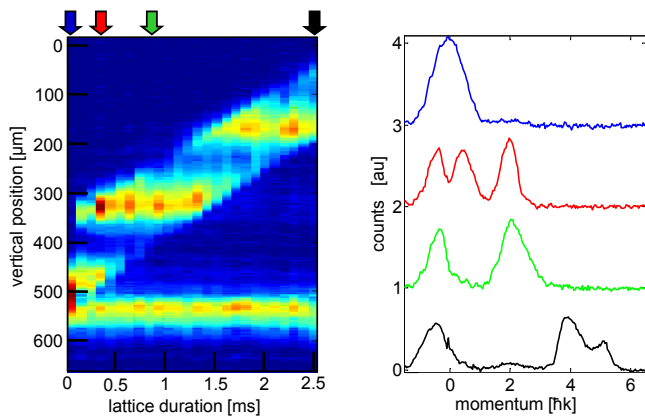 0
100
200
300
400
500
600
vertical position [µm]
0 0.5 1 1.5 2 2.5
lattice duration [ms]
4
3
2
1
0
counts [au]
0 2 4 6
momentum [ħk]